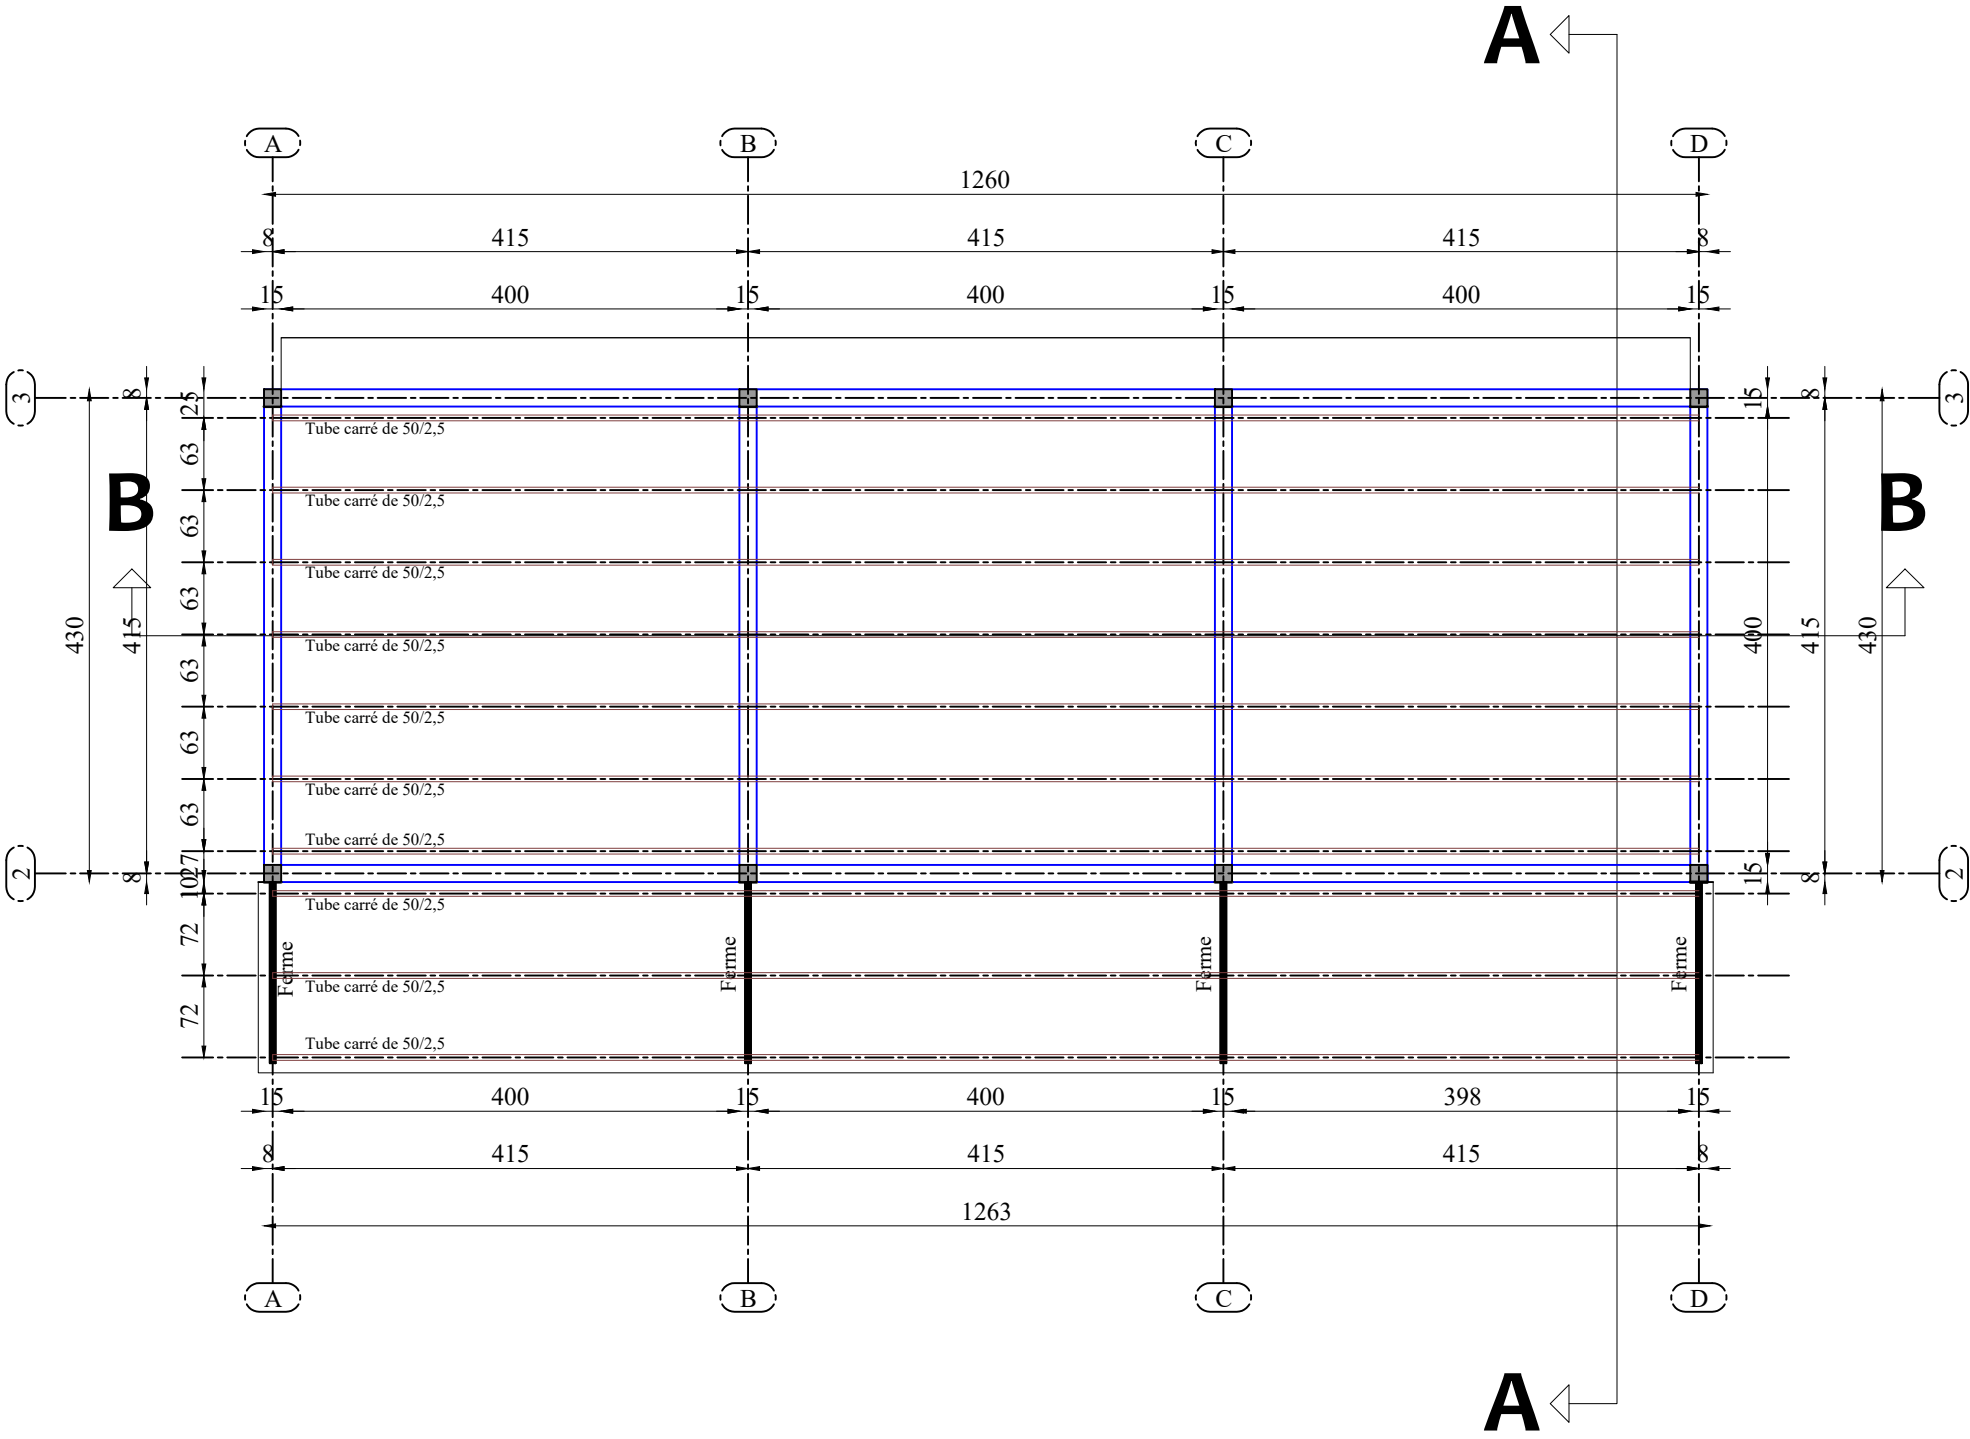 A
A B C D
1260
8 415 415 415 8
15 400 15 400 15 400 15
3 8 25 15 8 3
Tube carré de 50/2,5
63
B B
Tube carré de 50/2,5
63
Tube carré de 50/2,5
63
430 415 400 415 430
Tube carré de 50/2,5
63
Tube carré de 50/2,5
63
Tube carré de 50/2,5
63
Tube carré de 50/2,5
27
2 8 15 8 2
10
Tube carré de 50/2,5
72
Ferme Ferme Ferme Ferme
Tube carré de 50/2,5
72
Tube carré de 50/2,5
15 400 15 400 15 398 15
8 415 415 415 8
1263
A B C D
A